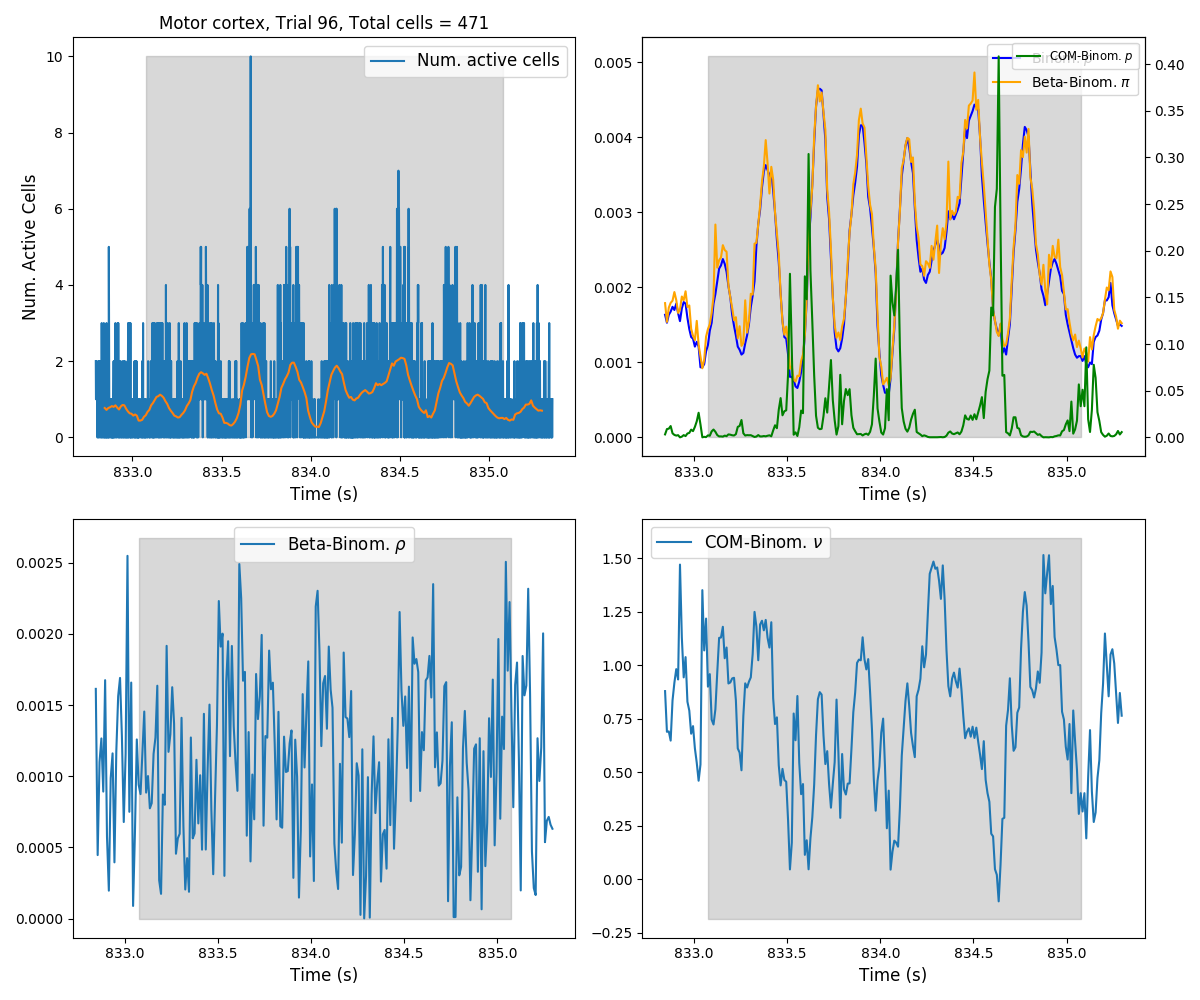 Motor cortex, Trial 96, Total cells = 471
Num. active cells
Num. Active Cells
10
8
6
4
2
0
833.0 833.5 834.0 834.5 835.0
Time (s)
COM-Binom. p
Beta-Binom. π
0.005
0.004
0.003
0.002
0.001
0.000
0.40
0.35
0.30
0.25
0.20
0.15
0.10
0.05
0.00
833.0 833.5 834.0 834.5 835.0
Time (s)
Beta-Binom. ρ
0.0025
0.0020
0.0015
0.0010
0.0005
0.0000
833.0 833.5 834.0 834.5 835.0
Time (s)
COM-Binom. ν
1.50
1.25
1.00
0.75
0.50
0.25
0.00
−0.25
833.0 833.5 834.0 834.5 835.0
Time (s)